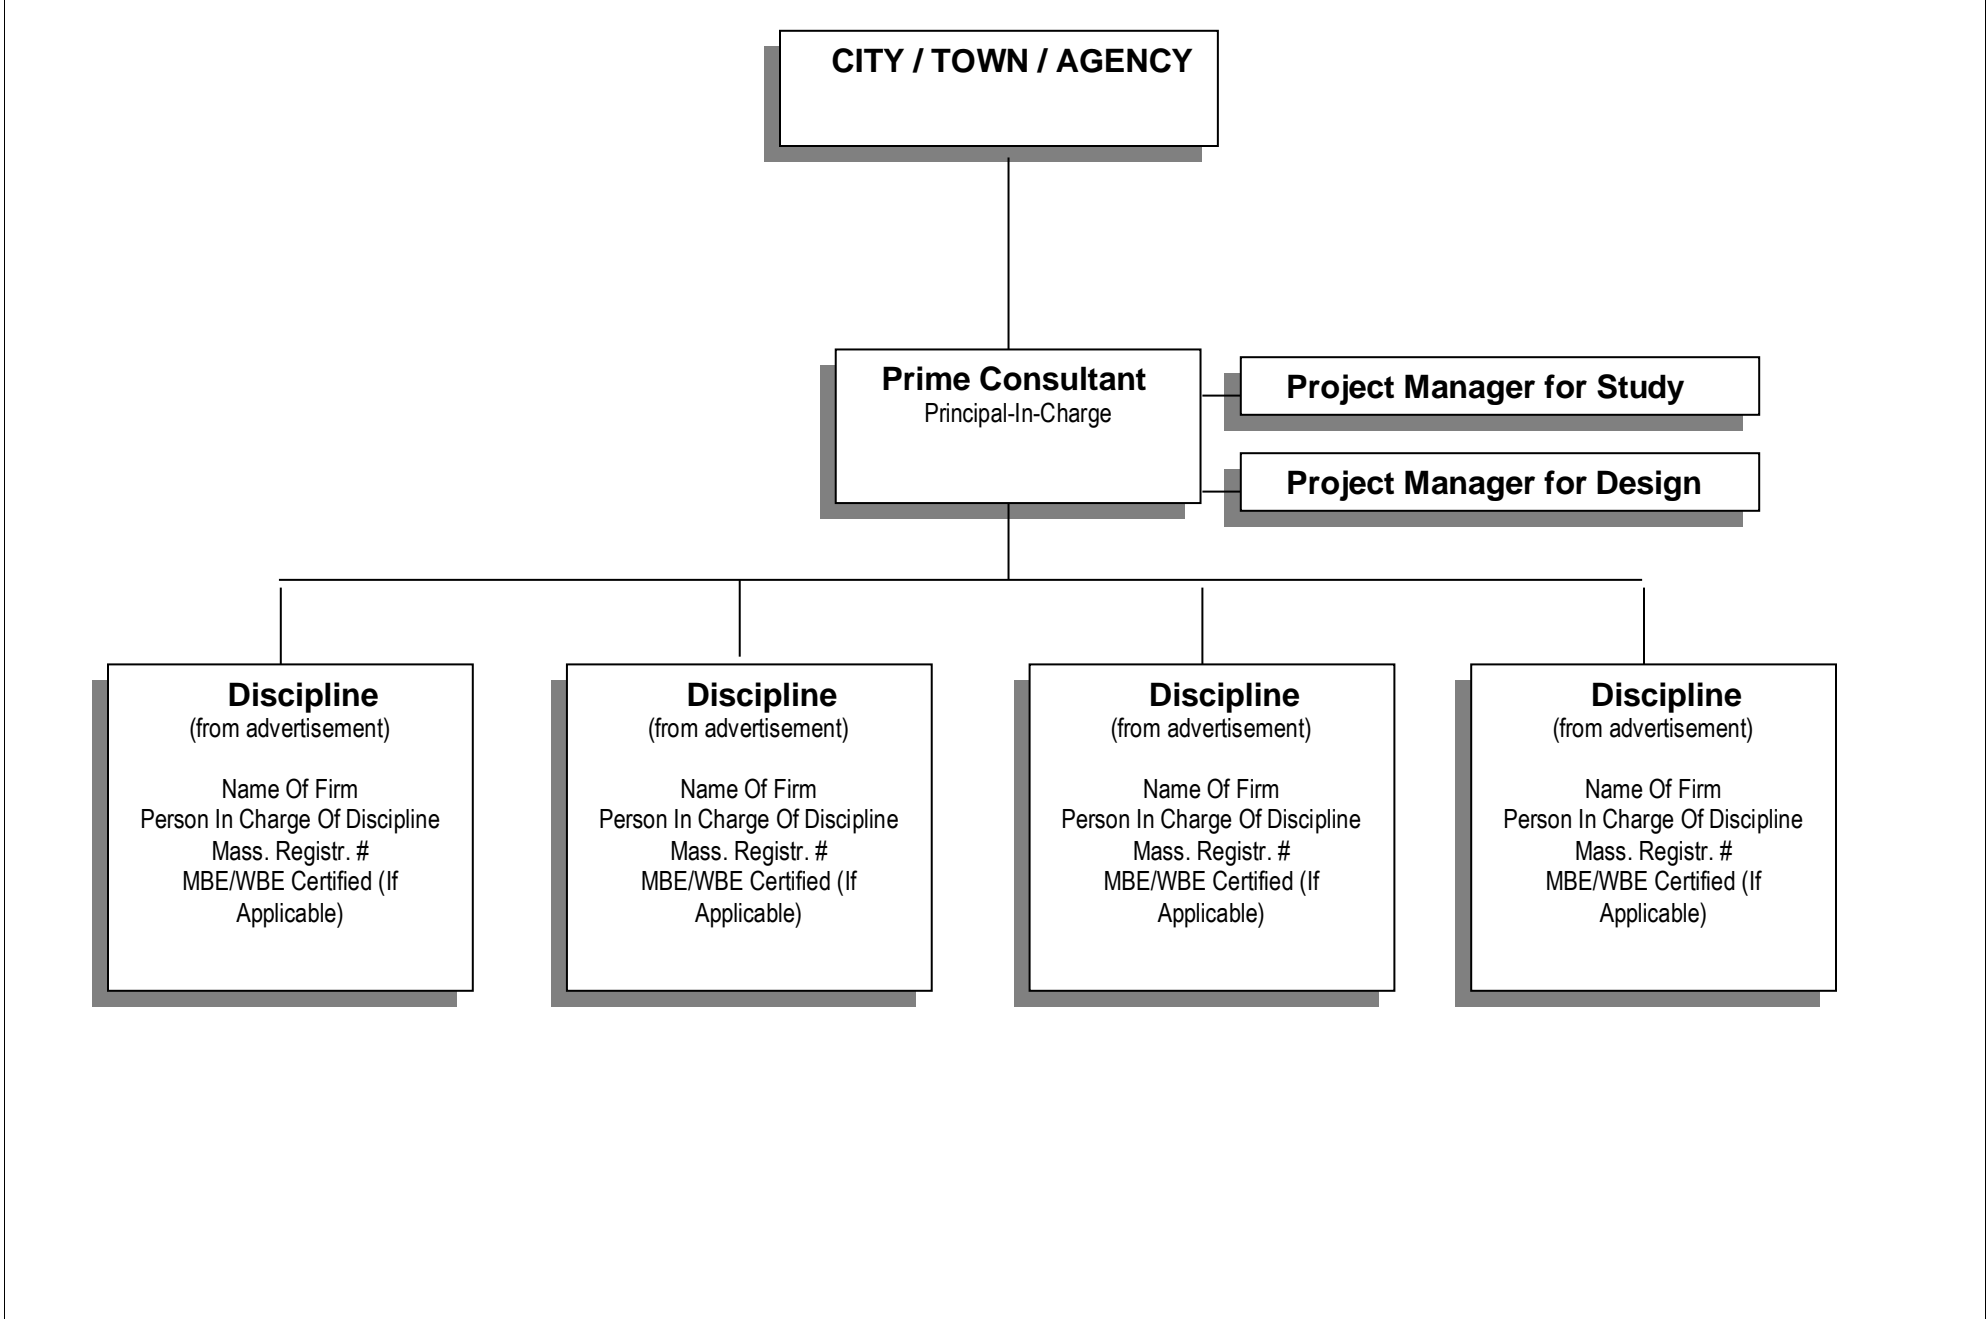 CITY / TOWN / AGENCY
Prime Consultant
Principal-In-Charge
Project Manager for Study
Project Manager for Design
Discipline
(from advertisement)
Name Of Firm
Person In Charge Of Discipline
Mass. Registr. #
MBE/WBE Certified (If
Applicable)
Discipline
(from advertisement)
Name Of Firm
Person In Charge Of Discipline
Mass. Registr. #
MBE/WBE Certified (If
Applicable)
Discipline
(from advertisement)
Name Of Firm
Person In Charge Of Discipline
Mass. Registr. #
MBE/WBE Certified (If
Applicable)
Discipline
(from advertisement)
Name Of Firm
Person In Charge Of Discipline
Mass. Registr. #
MBE/WBE Certified (If
Applicable)